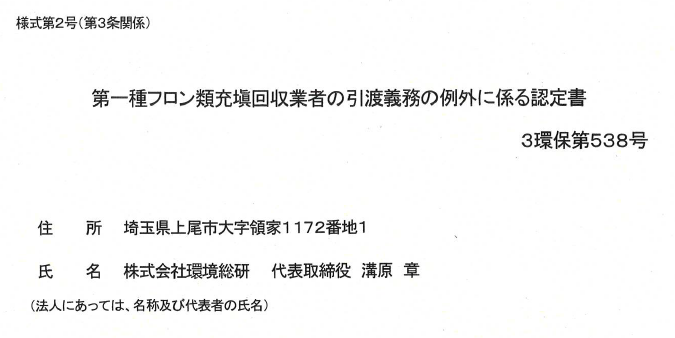 様式第２号（第３条関係）
第一種フロン類充塡回収業者の引渡義務の例外に係る認定書
３環保第５３８号
住　　所　埼玉県上尾市大字領家１１７２番地１
氏　　名　株式会社環境総研　代表取締役　溝原　章
（法人にあっては、名称及び代表者の氏名）